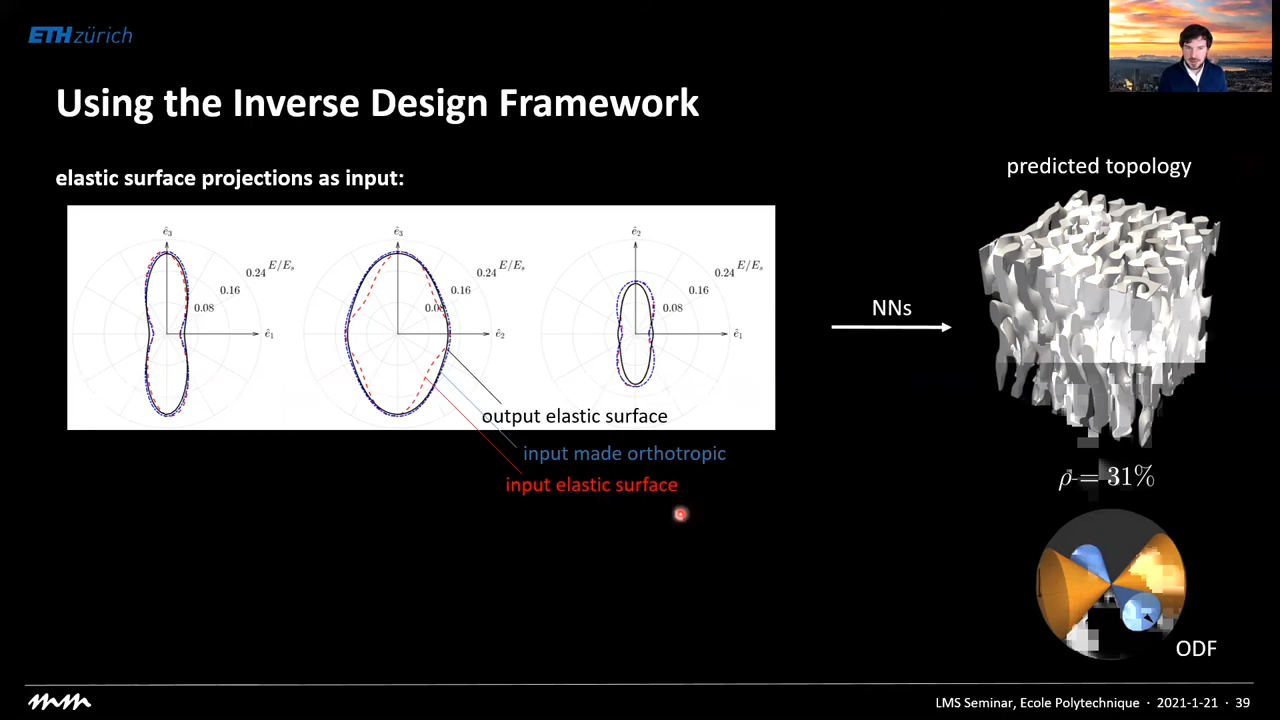 ETH zürich
Using the Inverse Design Framework
elastic surface projections as input:
ê₃
E/Eₛ
0.24
0.16
0.08
ê₁
ê₃
E/Eₛ
0.24
0.16
0.08
ê₂
ê₂
E/Eₛ
0.24
0.16
0.08
ê₁
output elastic surface
input made orthotropic
input elastic surface
NNs
predicted topology
ρ̄ = 31%
ODF
LMS Seminar, Ecole Polytechnique · 2021-1-21 · 39